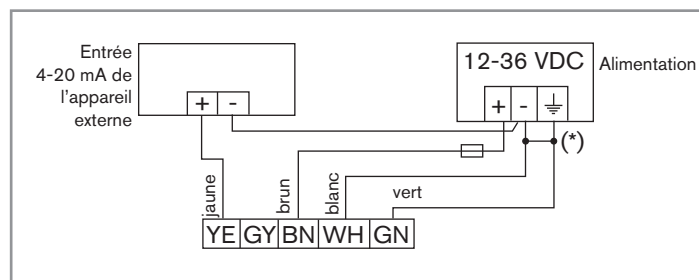 Entrée
4-20 mA de
l'appareil
externe
+ -
12-36 VDC
Alimentation
+ -
(*)
jaune
brun
blanc
vert
YE GY BN WH GN